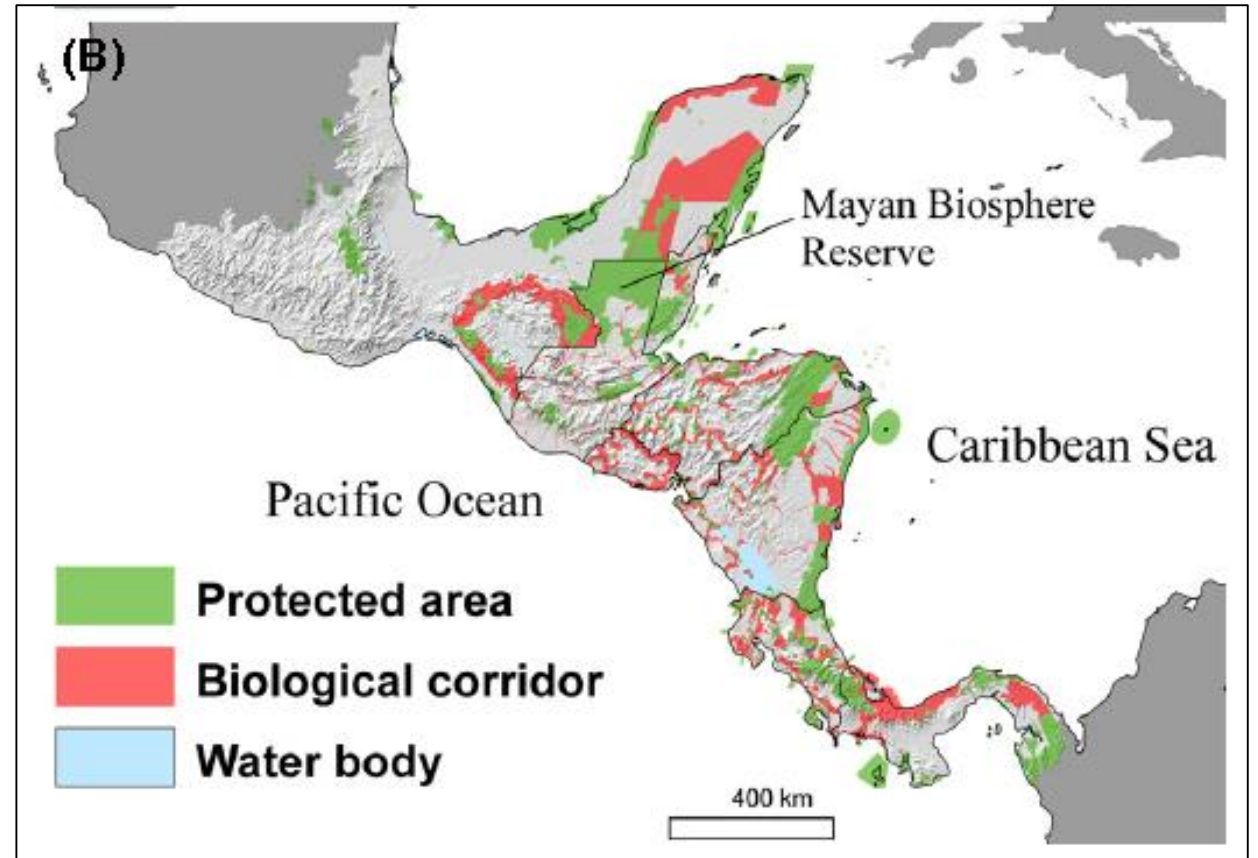 (B)
Mayan Biosphere
Reserve
Caribbean Sea
Pacific Ocean
Protected area
Biological corridor
Water body
400 km